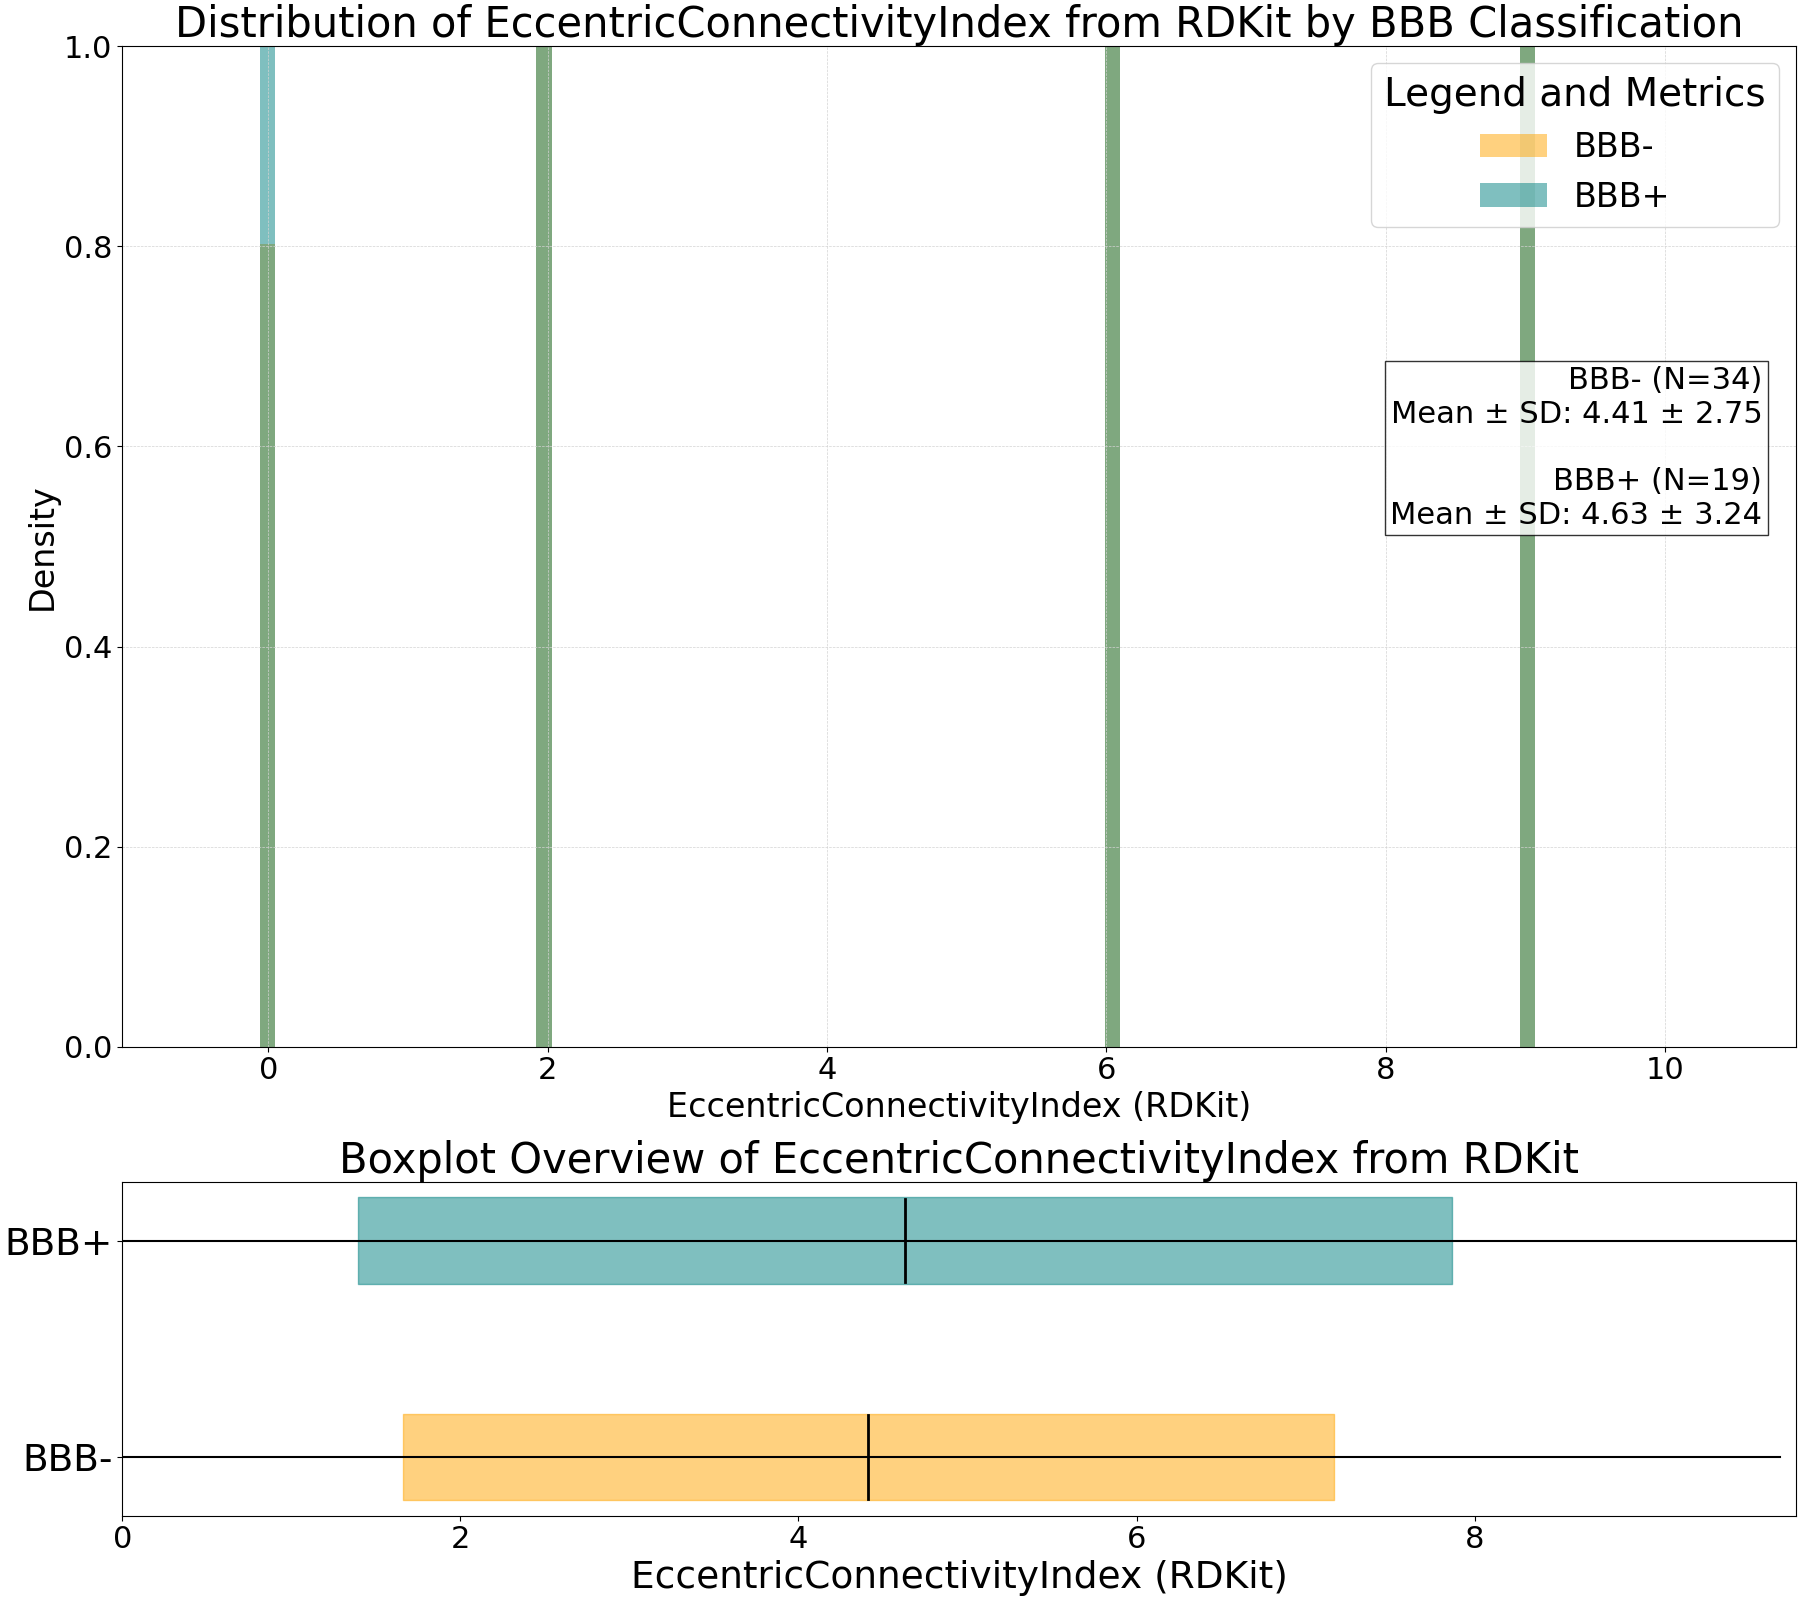 Distribution of EccentricConnectivityIndex from RDKit by BBB Classification
1.0
0.8
0.6
0.4
0.2
0.0
Density
Legend and Metrics
BBB-
BBB+
BBB- (N=34)
Mean ± SD: 4.41 ± 2.75
BBB+ (N=19)
Mean ± SD: 4.63 ± 3.24
0 2 4 6 8 10
EccentricConnectivityIndex (RDKit)
Boxplot Overview of EccentricConnectivityIndex from RDKit
BBB+
BBB-
0 2 4 6 8
EccentricConnectivityIndex (RDKit)